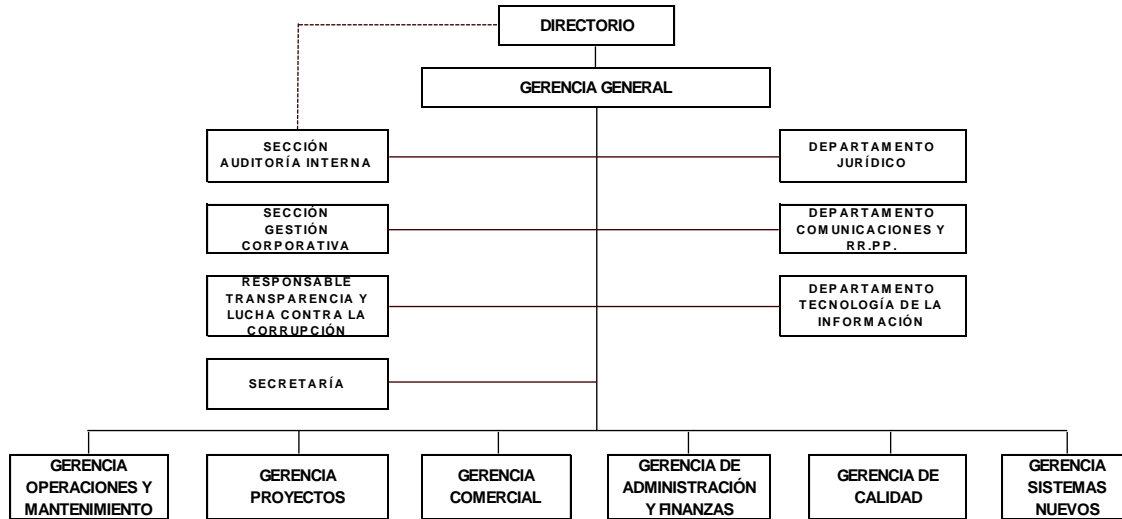 DIRECTORIO
GERENCIA GENERAL
SECCIÓN
AUDITORÍA INTERNA
DEPARTAMENTO
JURÍDICO
SECCIÓN
GESTIÓN
CORPORATIVA
DEPARTAMENTO
COMUNICACIONES Y
RR.PP.
RESPONSABLE
TRANSPARENCIA Y
LUCHA CONTRA LA
CORRUPCIÓN
DEPARTAMENTO
TECNOLOGÍA DE LA
INFORMACIÓN
SECRETARÍA
GERENCIA
OPERACIONES Y
MANTENIMIENTO
GERENCIA
PROYECTOS
GERENCIA
COMERCIAL
GERENCIA DE
ADMINISTRACIÓN
Y FINANZAS
GERENCIA DE
CALIDAD
GERENCIA
SISTEMAS
NUEVOS